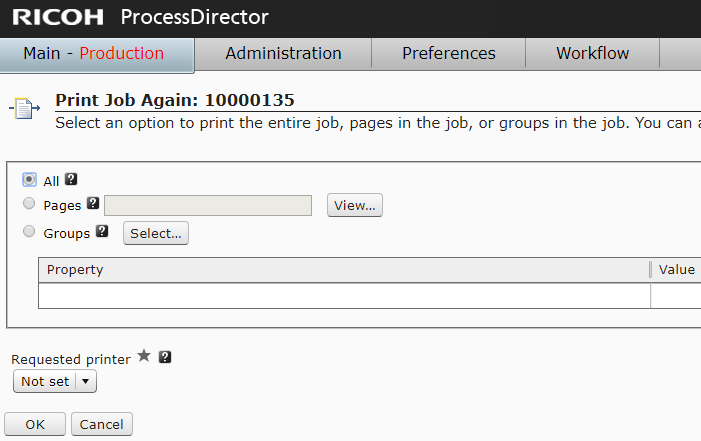 RICOH ProcessDirector
Main - Production Administration Preferences Workflow
Print Job Again: 10000135
Select an option to print the entire job, pages in the job, or groups in the job. You can a
All ?
Pages ? View...
Groups ? Select...
Property Value
Requested printer ★ ?
Not set ▼
OK Cancel